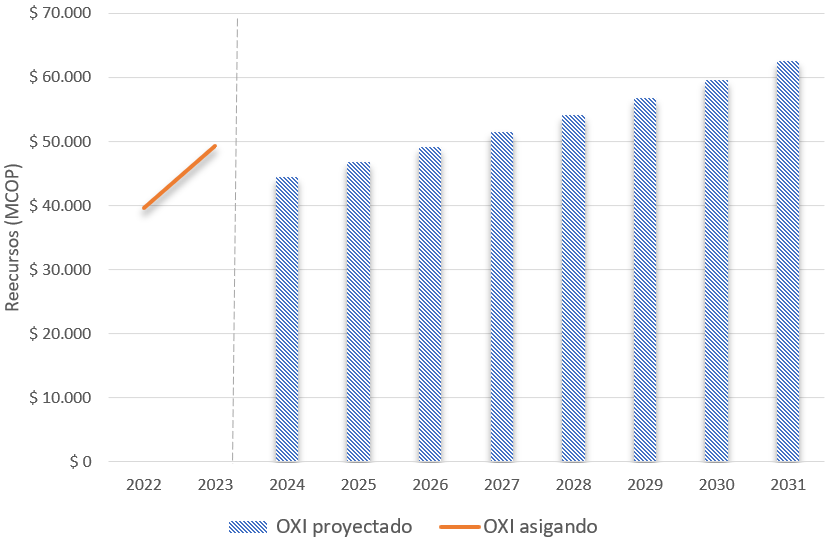 $ 70.000
$ 60.000
$ 50.000
$ 40.000
$ 30.000
$ 20.000
$ 10.000
$ 0
Reecursos (MCOP)
2022 2023 2024 2025 2026 2027 2028 2029 2030 2031
OXI proyectado OXI asigando